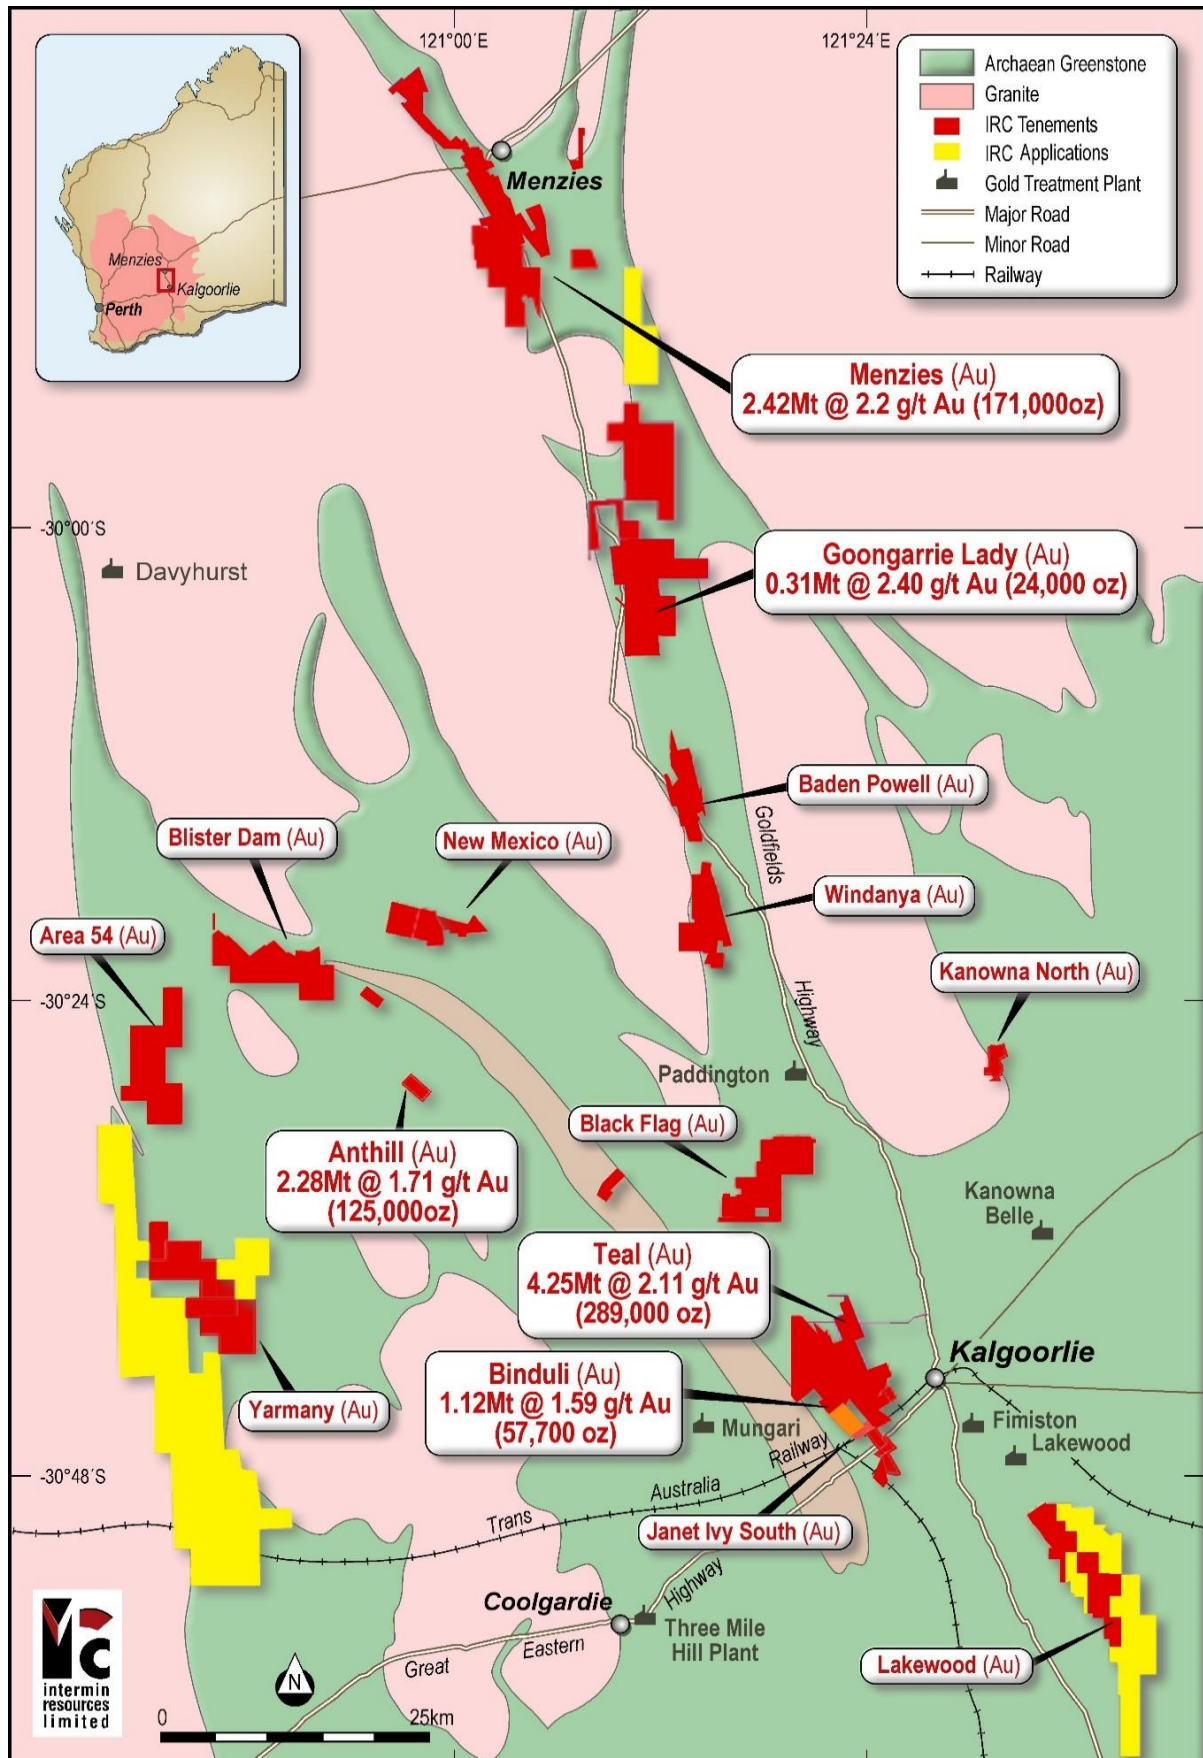 121°00´E
121°24´E
Menzies
Kalgoorlie
Perth
Archaean Greenstone
Granite
IRC Tenements
IRC Applications
Gold Treatment Plant
Major Road
Minor Road
Railway
Menzies
Menzies (Au)
2.42Mt @ 2.2 g/t Au (171,000oz)
-30°00´S
Davyhurst
Goongarrie Lady (Au)
0.31Mt @ 2.40 g/t Au (24,000 oz)
Baden Powell (Au)
Goldfields
Highway
Blister Dam (Au)
New Mexico (Au)
Windanya (Au)
Area 54 (Au)
Kanowna North (Au)
-30°24´S
Paddington
Black Flag (Au)
Anthill (Au)
2.28Mt @ 1.71 g/t Au
(125,000oz)
Kanowna
Belle
Teal (Au)
4.25Mt @ 2.11 g/t Au
(289,000 oz)
Kalgoorlie
Binduli (Au)
1.12Mt @ 1.59 g/t Au
(57,700 oz)
Yarmany (Au)
Mungari
Fimiston
Lakewood
-30°48´S
Trans
Australia
Railway
Janet Ivy South (Au)
Coolgardie
Highway
Three Mile
Hill Plant
Great
Eastern
Lakewood (Au)
intermin
resources
limited
N
0
25km